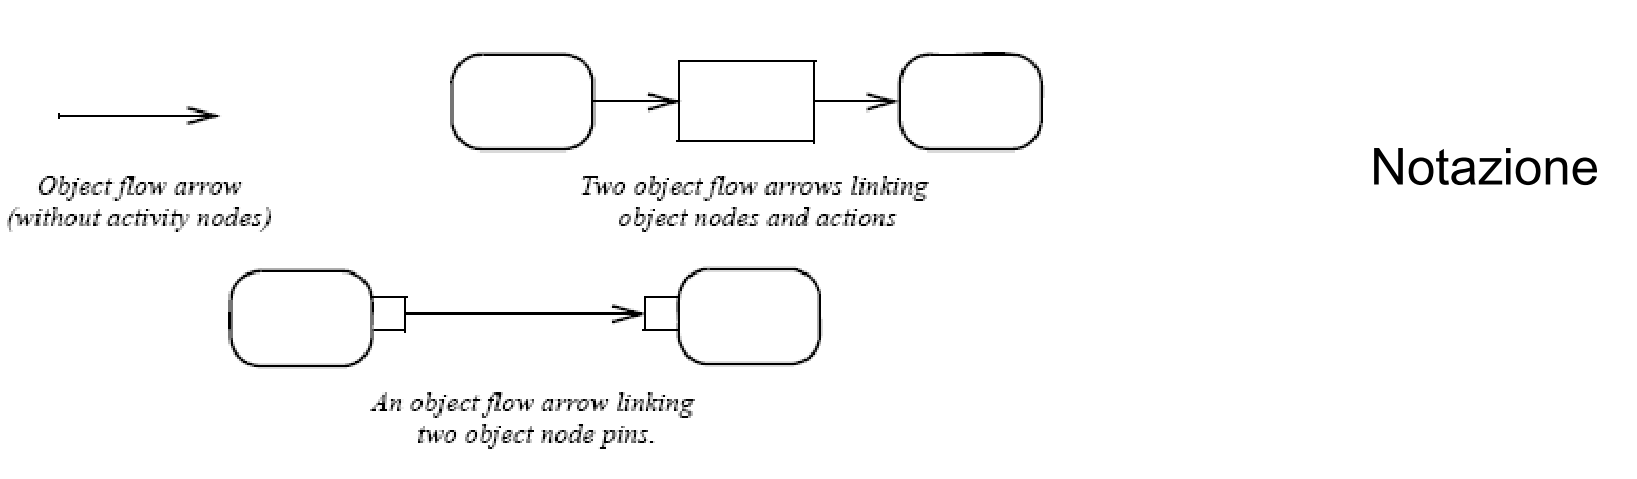 Object flow arrow
(without activity nodes)
Two object flow arrows linking
object nodes and actions
Notazione
An object flow arrow linking
two object node pins.